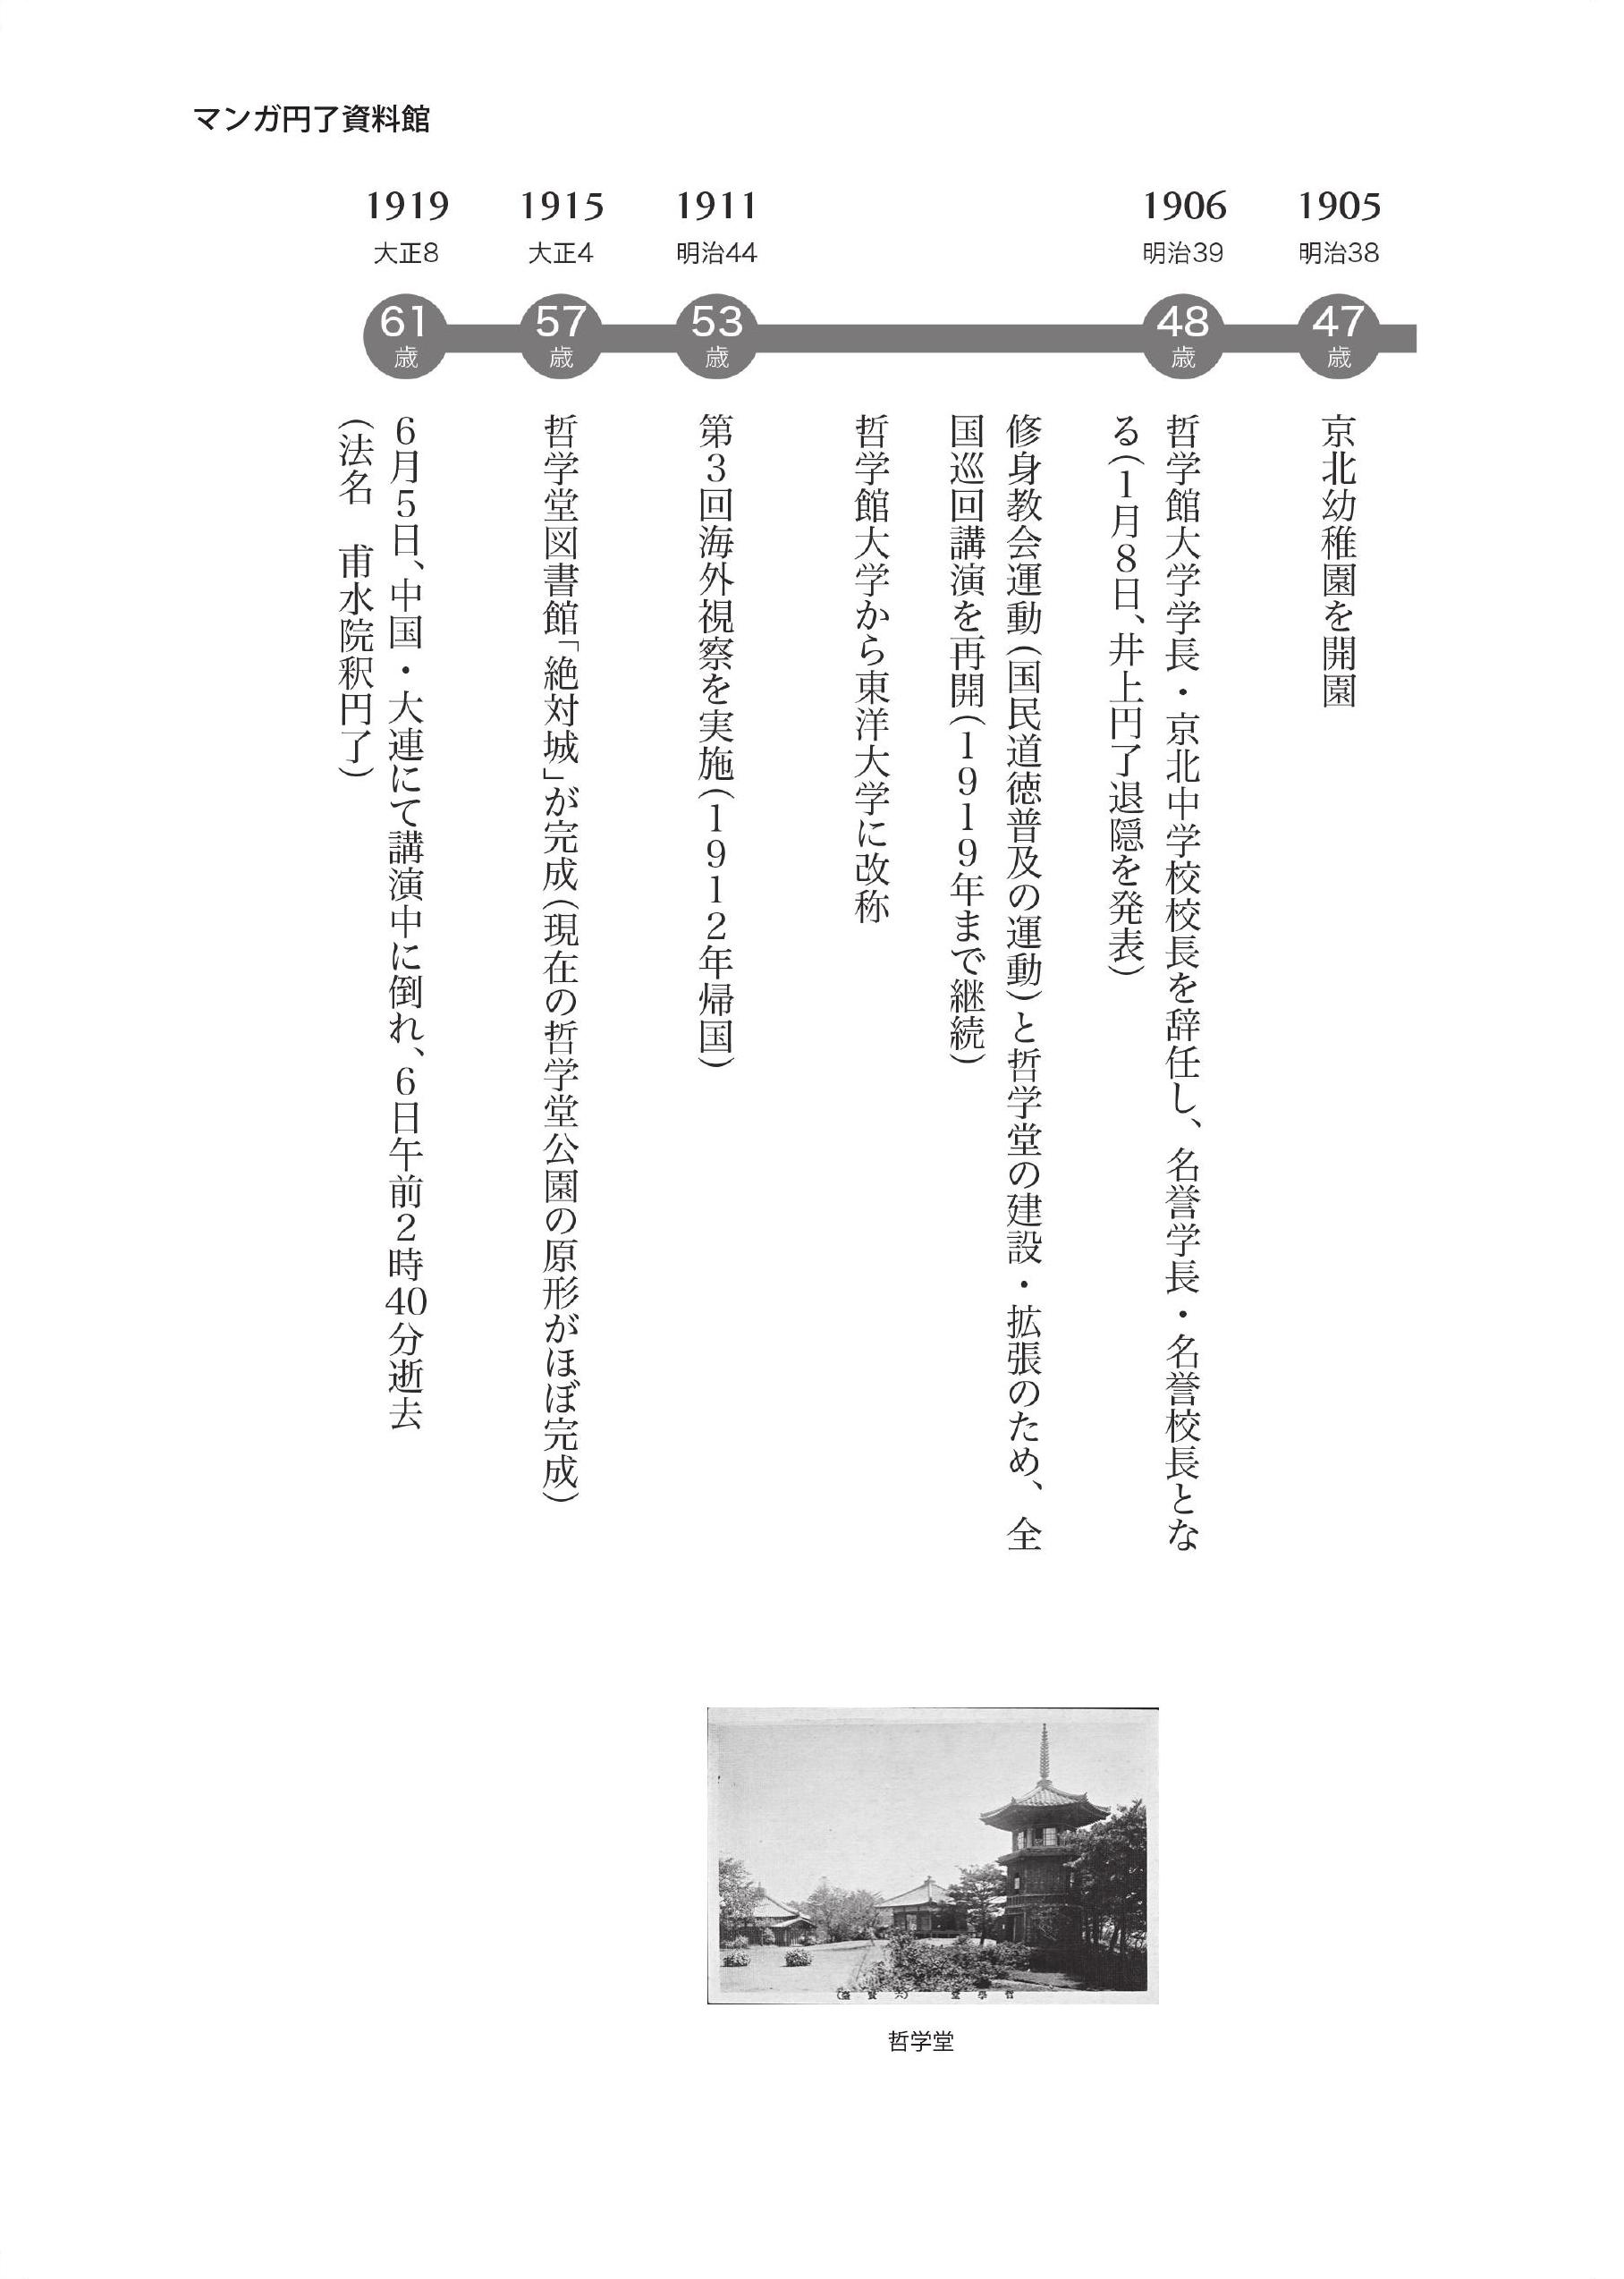 マンガ円了資料館
1905
明治38
47
歳
京北幼稚園を開園
1906
明治39
48
歳
哲学館大学学長・京北中学校校長を辞任し、名誉学長・名誉校長とな
る(1月8日、井上円了退隠を発表)
修身教会運動(国民道徳普及の運動)と哲学堂の建設・拡張のため、全
国巡回講演を再開(1919年まで継続)
哲学館大学から東洋大学に改称
1911
明治44
53
歳
第3回海外視察を実施(1912年帰国)
1915
大正4
57
歳
哲学堂図書館「絶対城」が完成(現在の哲学堂公園の原形がほぼ完成)
1919
大正8
61
歳
6月5日、中国・大連にて講演中に倒れ、6日午前2時40分逝去
(法名　甫水院釈円了)
(臺賢六)　堂學哲
哲学堂